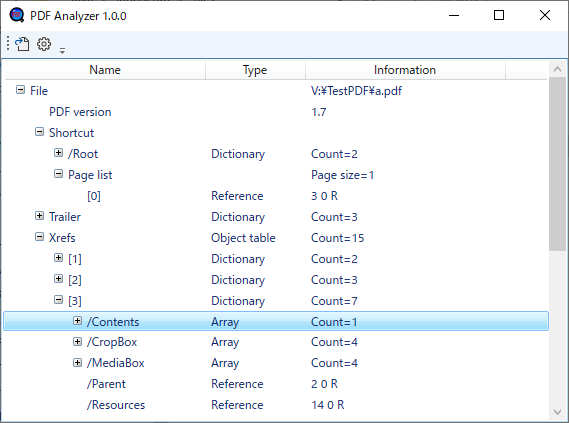 PDF Analyzer 1.0.0
Name Type Information
File V:¥TestPDF¥a.pdf
PDF version 1.7
Shortcut
/Root Dictionary Count=2
Page list Page size=1
[0] Reference 3 0 R
Trailer Dictionary Count=3
Xrefs Object table Count=15
[1] Dictionary Count=2
[2] Dictionary Count=3
[3] Dictionary Count=7
/Contents Array Count=1
/CropBox Array Count=4
/MediaBox Array Count=4
/Parent Reference 2 0 R
/Resources Reference 14 0 R